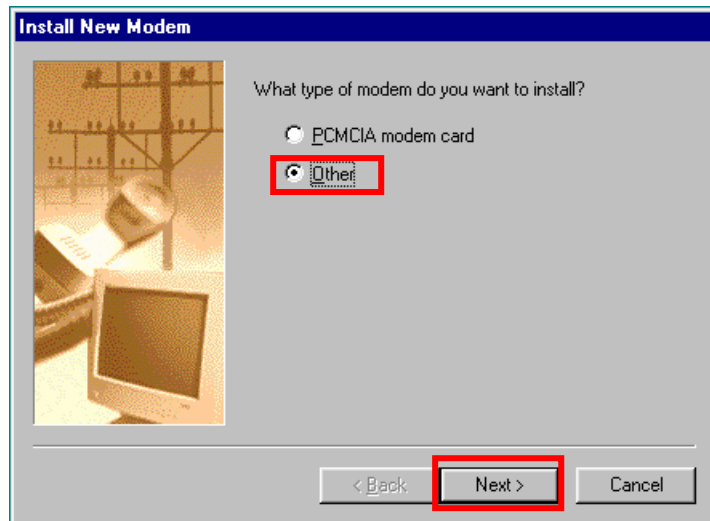 Install New Modem
What type of modem do you want to install?
PCMCIA modem card
Other
< Back
Next >
Cancel